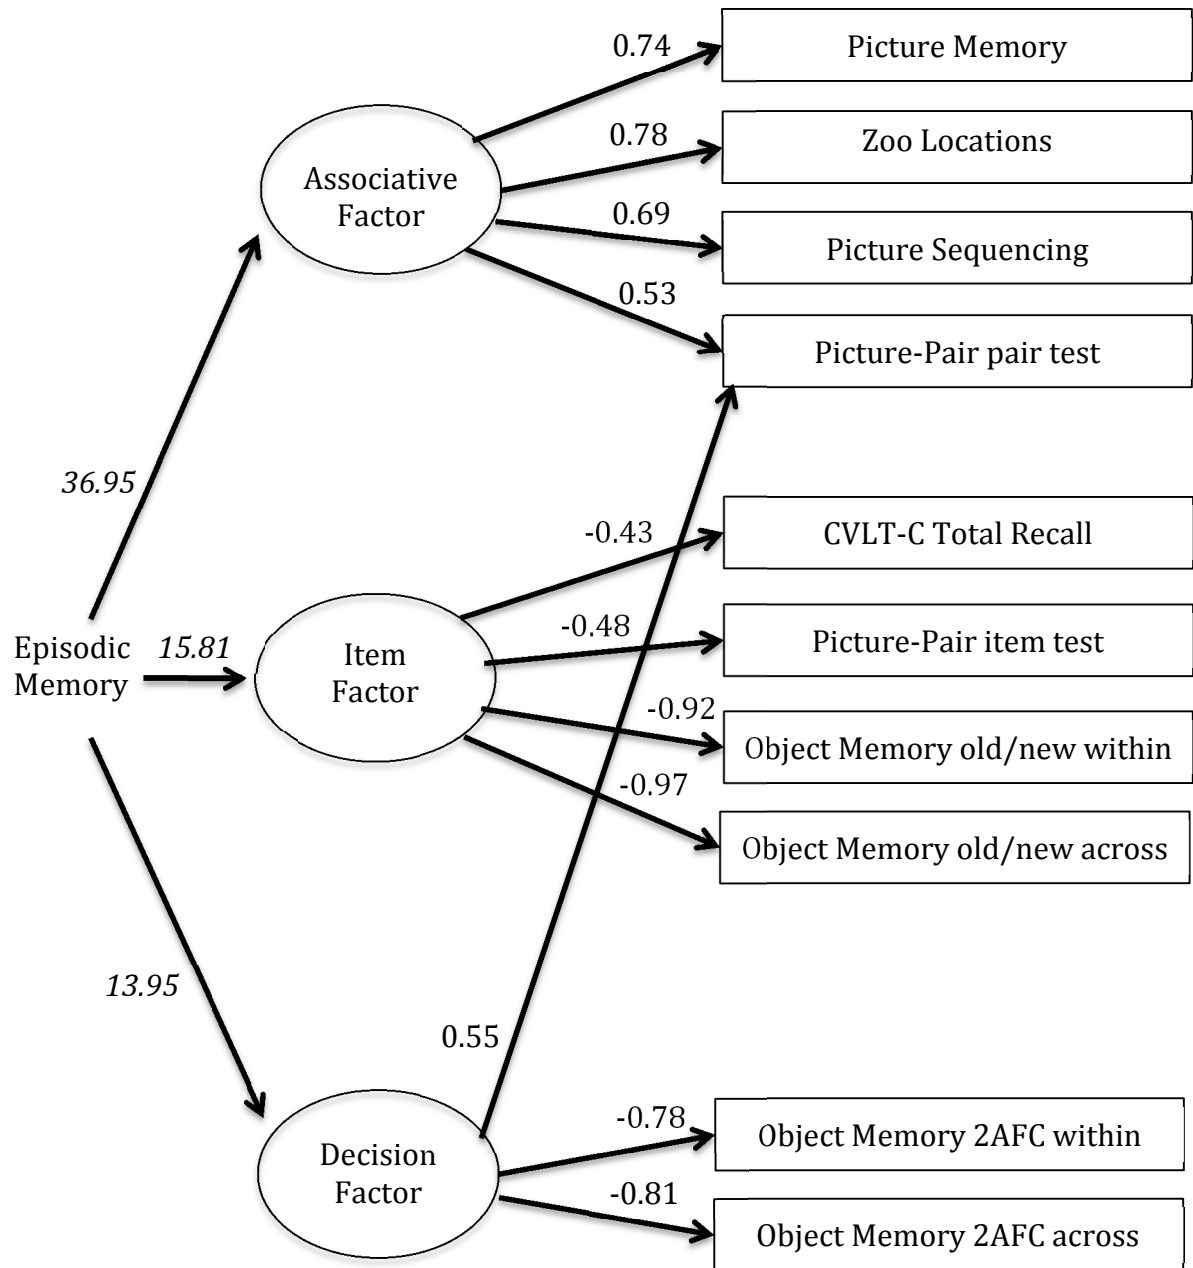 0.74
Picture Memory
0.78
Zoo Locations
Associative
Factor
0.69
Picture Sequencing
0.53
Picture-Pair pair test
36.95
-0.43
CVLT-C Total Recall
Episodic
Memory
15.81
Item
Factor
-0.48
Picture-Pair item test
-0.92
Object Memory old/new within
-0.97
Object Memory old/new across
13.95
0.55
Decision
Factor
-0.78
Object Memory 2AFC within
-0.81
Object Memory 2AFC across